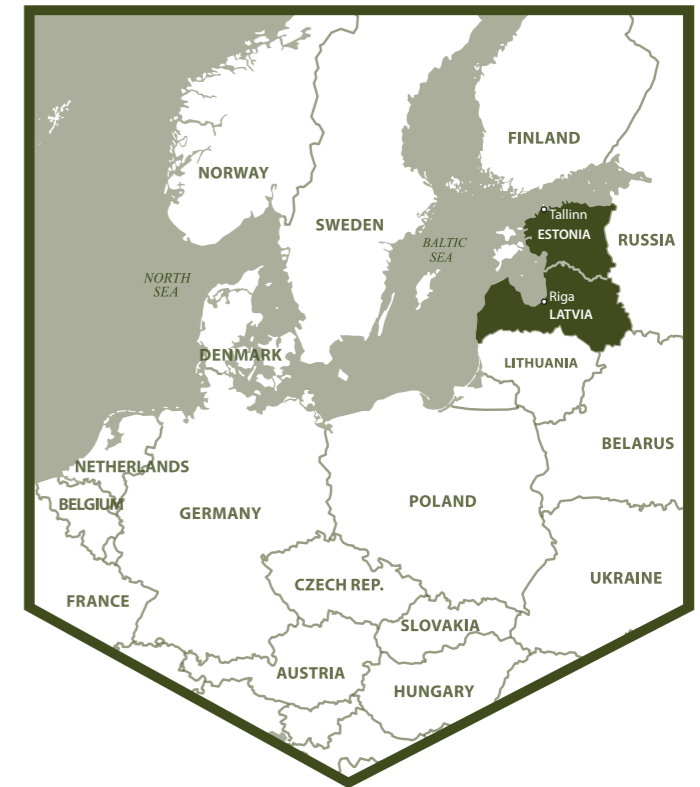 FINLAND
NORWAY
Tallinn
SWEDEN
ESTONIA
RUSSIA
BALTIC
SEA
NORTH
SEA
Riga
LATVIA
DENMARK
LITHUANIA
BELARUS
NETHERLANDS
BELGIUM
POLAND
GERMANY
UKRAINE
CZECH REP.
FRANCE
SLOVAKIA
AUSTRIA
HUNGARY